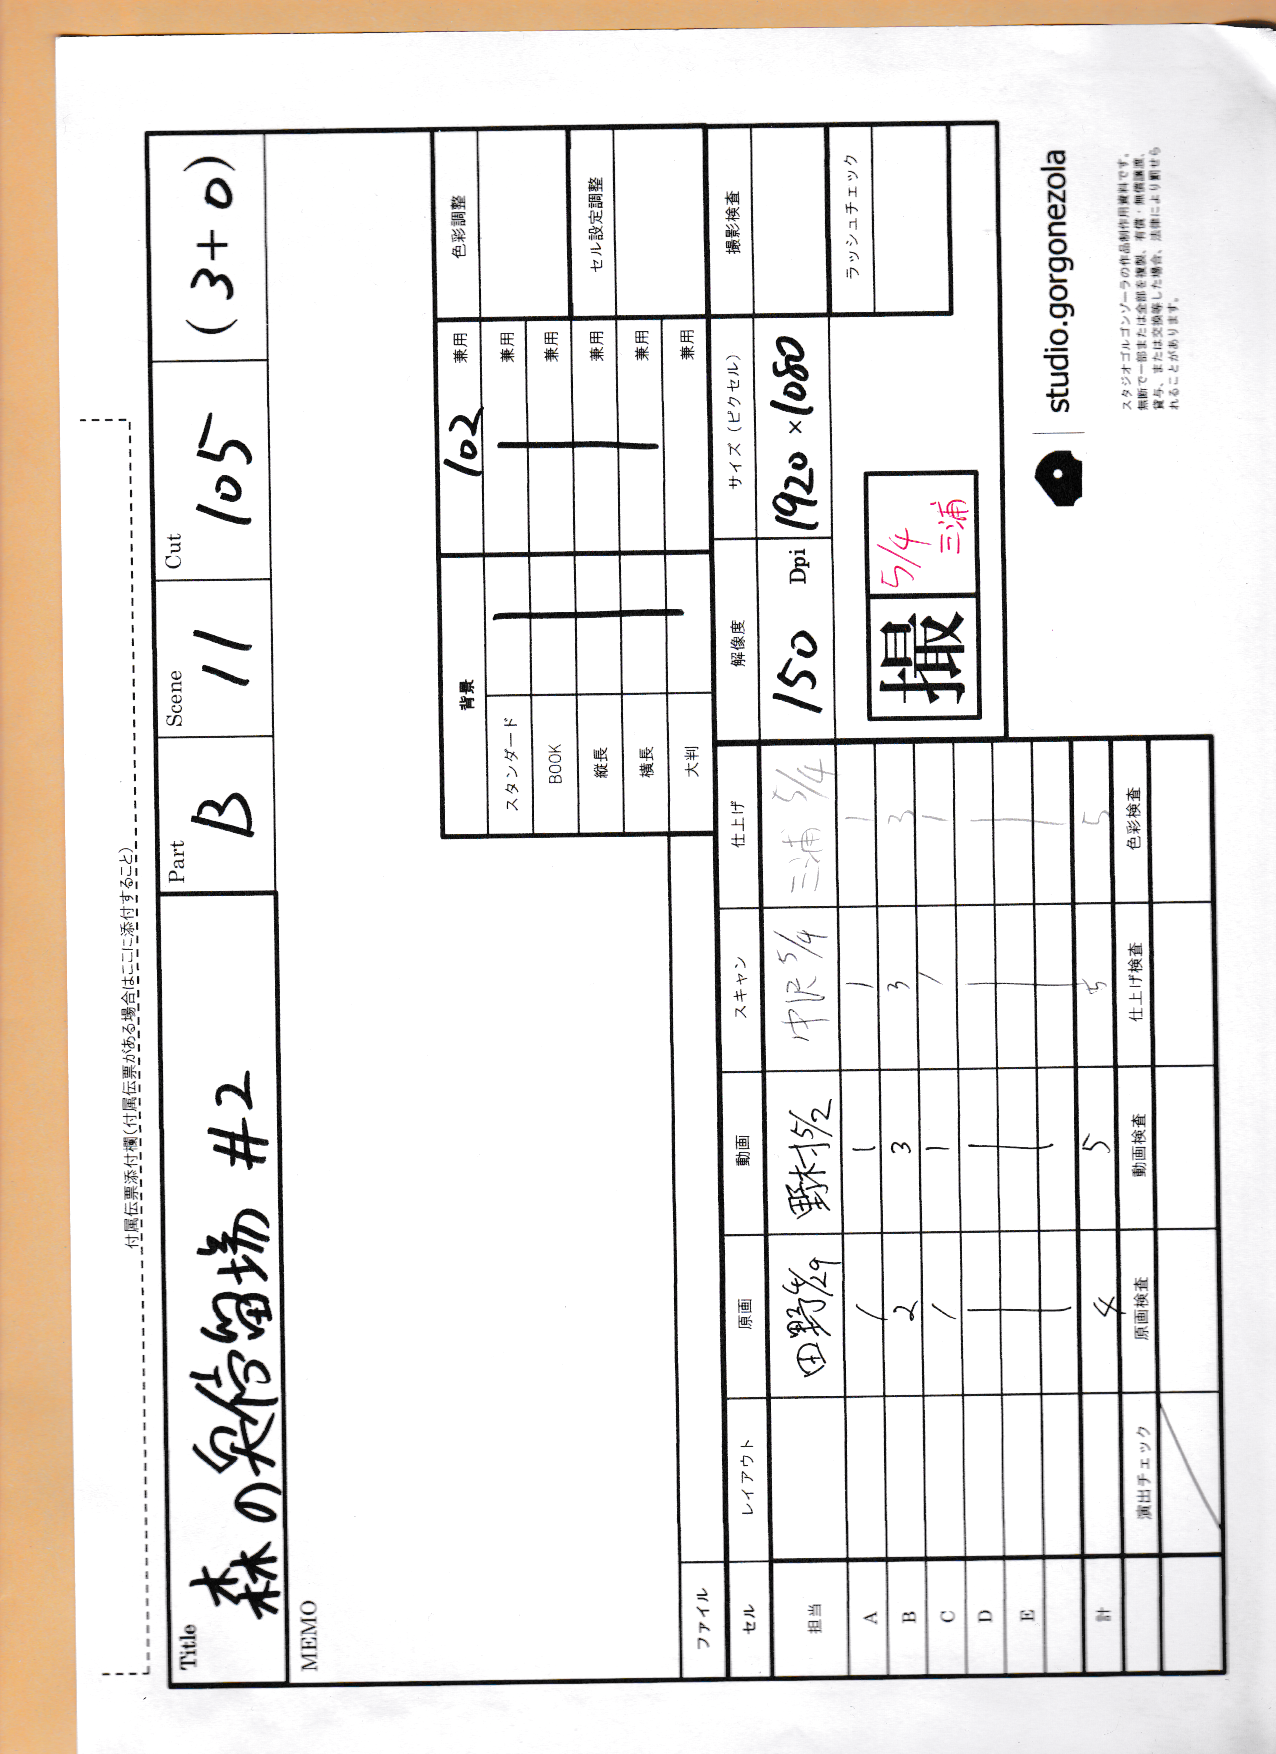 付属伝票添付欄(付属伝票がある場合はここに添付すること)
Title
森の臭信留場 #2
Part
B
Scene
11
Cut
105
(3+0)
MEMO
背景
102 兼用
色彩調整
スタンダード
兼用
BOOK
兼用
縦長
兼用
セル設定調整
横長
兼用
大判
兼用
ファイル
解像度
サイズ(ピクセル)
撮影検査
150 Dpi
1920×1080
ラッシュチェック
撮
5/4
三浦
セル レイアウト 原画 動画 スキャン 仕上げ
担当 田野 4/29 野村 5/2 中沢 5/4 三浦 5/4
A 1 1 1 1
B 2 3 3 3
C 1 1 1 1
D
E
計 4 5 5 5
演出チェック 原画検査 動画検査 仕上げ検査 色彩検査
studio.gorgonezola
スタジオゴルゴンゾーラの作品制作用資料です。
無断で一部または全部を複製、有償・無償譲渡、
貸与、または交換等した場合、法律により罰せら
れることがあります。